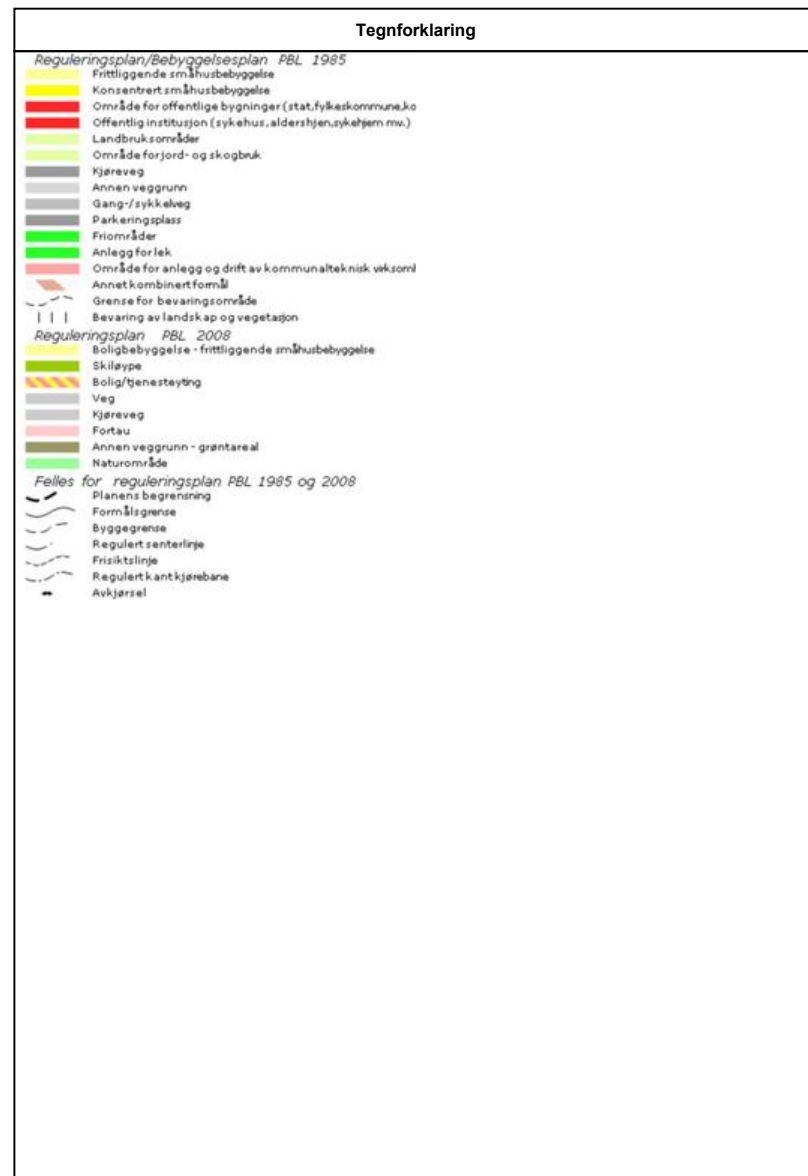 Tegnforklaring
Reguleringsplan/Bebyggelsesplan PBL 1985
Frittliggende småhusbebyggelse
Konsentrert småhusbebyggelse
Område for offentlige bygninger (stat,fylkeskommune,ko
Offentlig institusjon (sykehus, aldershjen,sykehjem mv.)
Landbruksområder
Område for jord- og skogbruk
Kjøreveg
Annen veggrunn
Gang-/sykkelveg
Parkeringsplass
Friområder
Anlegg for lek
Område for anlegg og drift av kommunalteknisk virksoml
Annet kombinert formål
Grense for bevaringsområde
Bevaring av landskap og vegetasjon
Reguleringsplan PBL 2008
Boligbebyggelse - frittliggende småhusbebyggelse
Skiløype
Bolig/tjenesteyting
Veg
Kjøreveg
Fortau
Annen veggrunn - grøntareal
Naturområde
Felles for reguleringsplan PBL 1985 og 2008
Planens begrensning
Formålsgrense
Byggegrense
Regulert senterlinje
Frisiktslinje
Regulert kant kjørebane
Avkjørsel